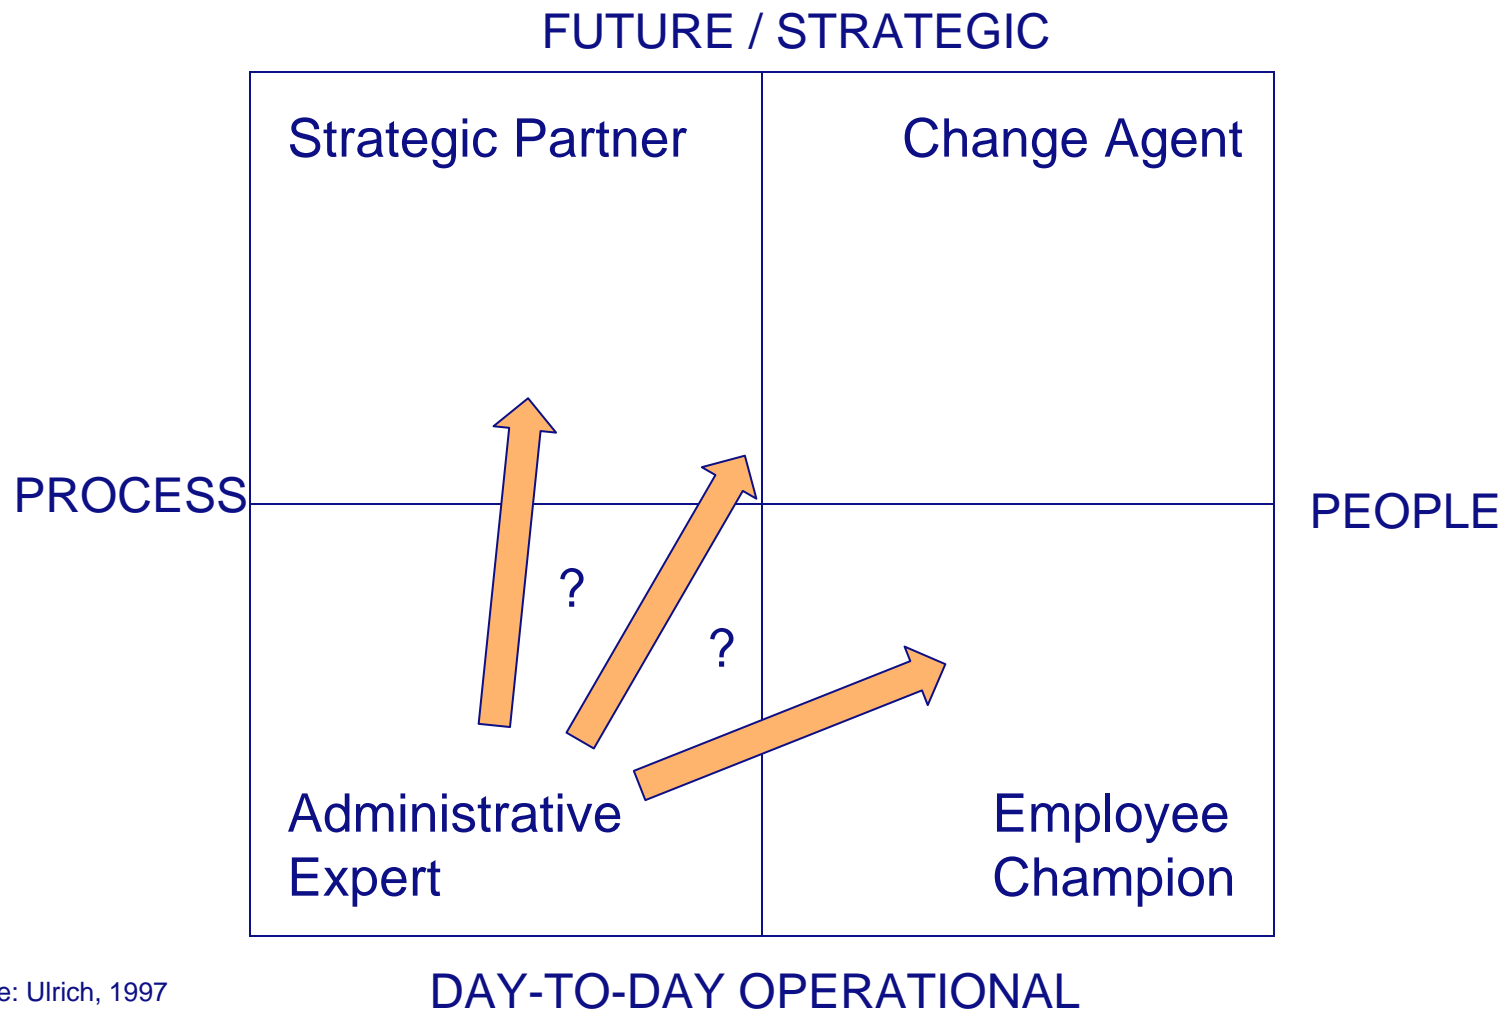 FUTURE / STRATEGIC
Strategic Partner
Change Agent
PROCESS
PEOPLE
?
?
Administrative
Expert
Employee
Champion
e: Ulrich, 1997
DAY-TO-DAY OPERATIONAL